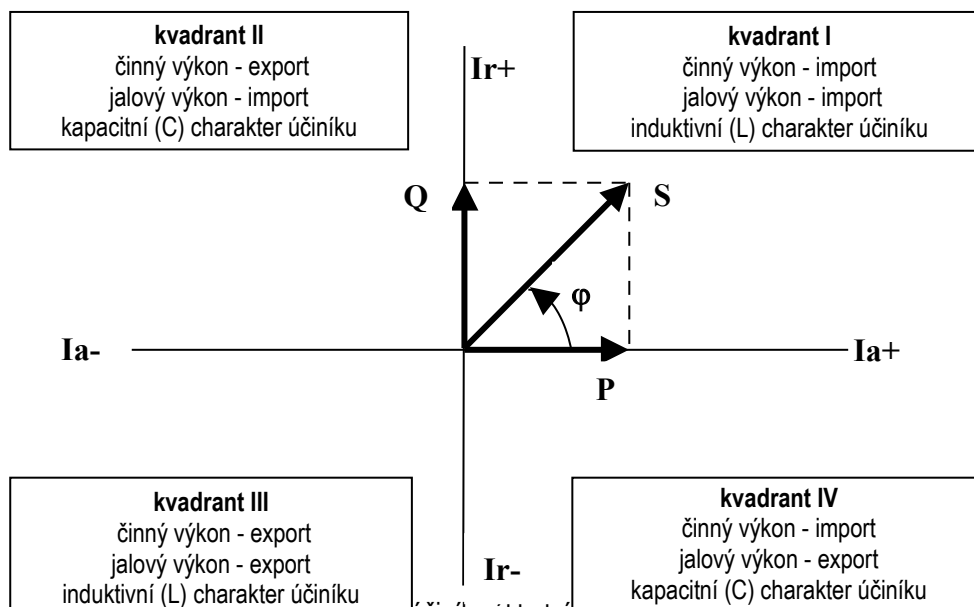 kvadrant II
činný výkon - export
jalový výkon - import
kapacitní (C) charakter účiníku
Ir+
kvadrant I
činný výkon - import
jalový výkon - import
induktivní (L) charakter účiníku
Q
S
φ
Ia-
Ia+
P
kvadrant III
činný výkon - export
jalový výkon - export
induktivní (L) charakter účiníku
Ir-
kvadrant IV
činný výkon - import
jalový výkon - export
kapacitní (C) charakter účiníku